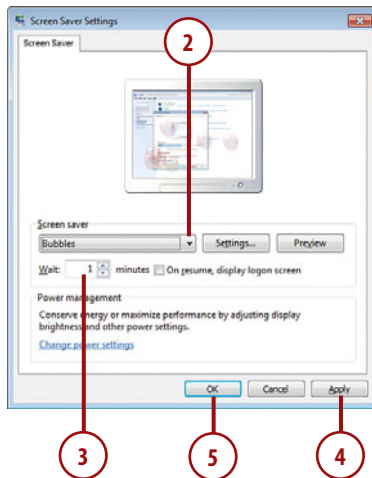 Screen Saver Settings
Screen Saver
2
Screen saver
Bubbles
Settings...
Preview
Wait: 1 minutes
On resume, display logon screen
Power management
Conserve energy or maximize performance by adjusting display
brightness and other power settings.
Change power settings
OK
Cancel
Apply
3
5
4